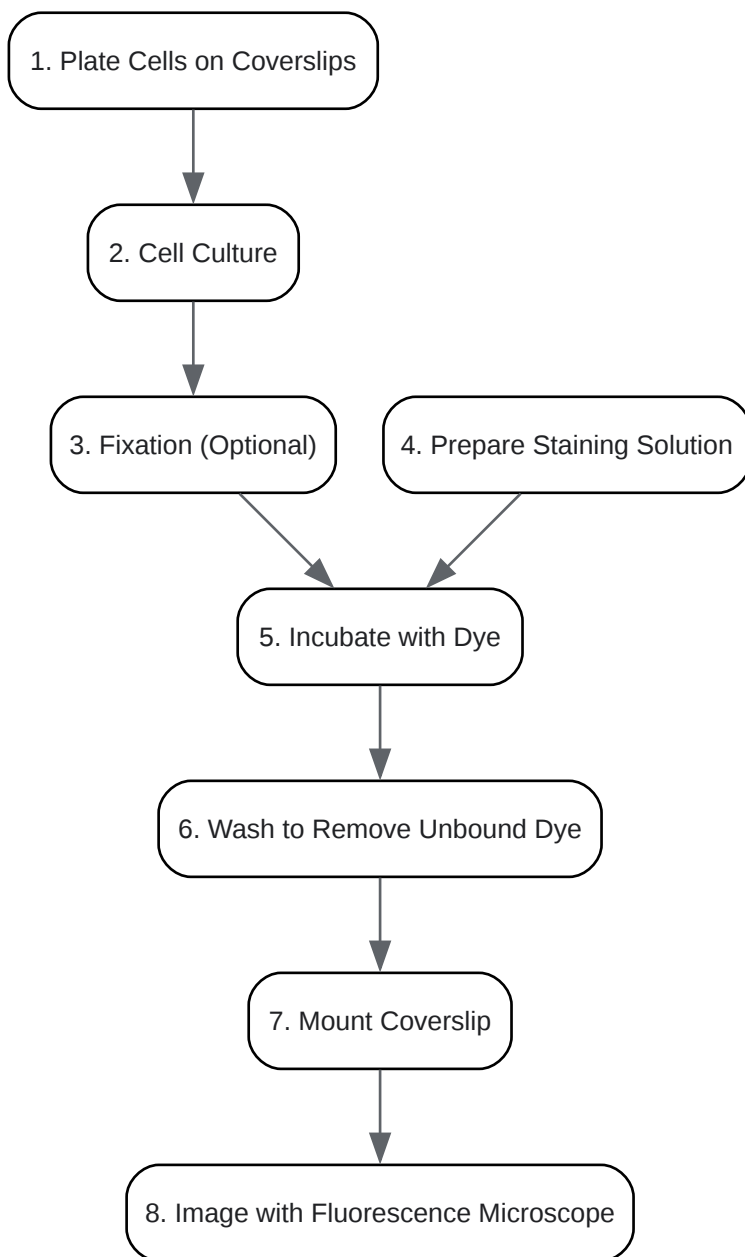 1. Plate Cells on Coverslips
2. Cell Culture
3. Fixation (Optional)
4. Prepare Staining Solution
5. Incubate with Dye
6. Wash to Remove Unbound Dye
7. Mount Coverslip
8. Image with Fluorescence Microscope